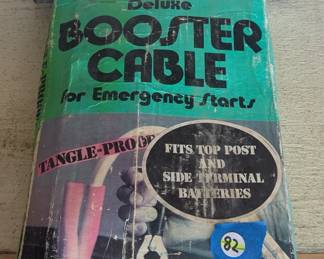 Deluxe
BOOSTER
CABLE
for Emergency Starts
TANGLE-PROOF
FITS TOP POST
AND
SIDE TERMINAL
BATTERIES
82